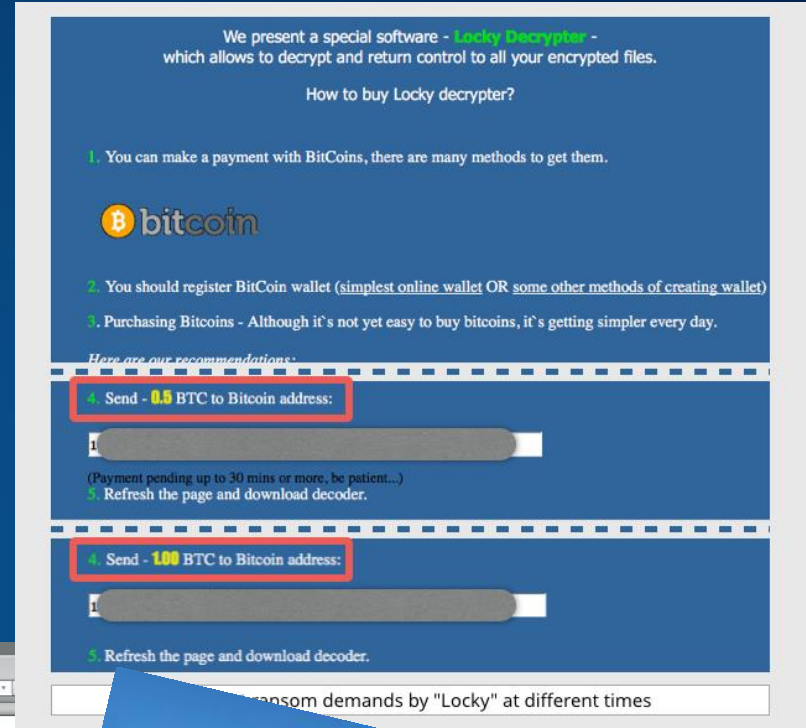 We present a special software - Locky Decrypter -
which allows to decrypt and return control to all your encrypted files.
How to buy Locky decrypter?
1. You can make a payment with BitCoins, there are many methods to get them.
bitcoin
2. You should register BitCoin wallet (simplest online wallet OR some other methods of creating wallet)
3. Purchasing Bitcoins - Although it`s not yet easy to buy bitcoins, it`s getting simpler every day.
Here are our recommendations:
4. Send - 0.5 BTC to Bitcoin address:
1
(Payment pending up to 30 mins or more, be patient...)
5. Refresh the page and download decoder.
4. Send - 1.00 BTC to Bitcoin address:
1
5. Refresh the page and download decoder.
demands by "Locky" at different times